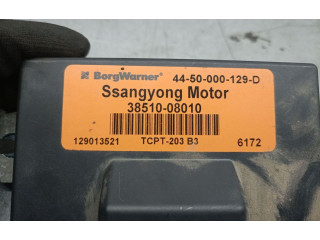 BorgWarner 44-50-000-129-D
Ssangyong Motor
38510-08010
129013521 TCPT-203 B3 6172